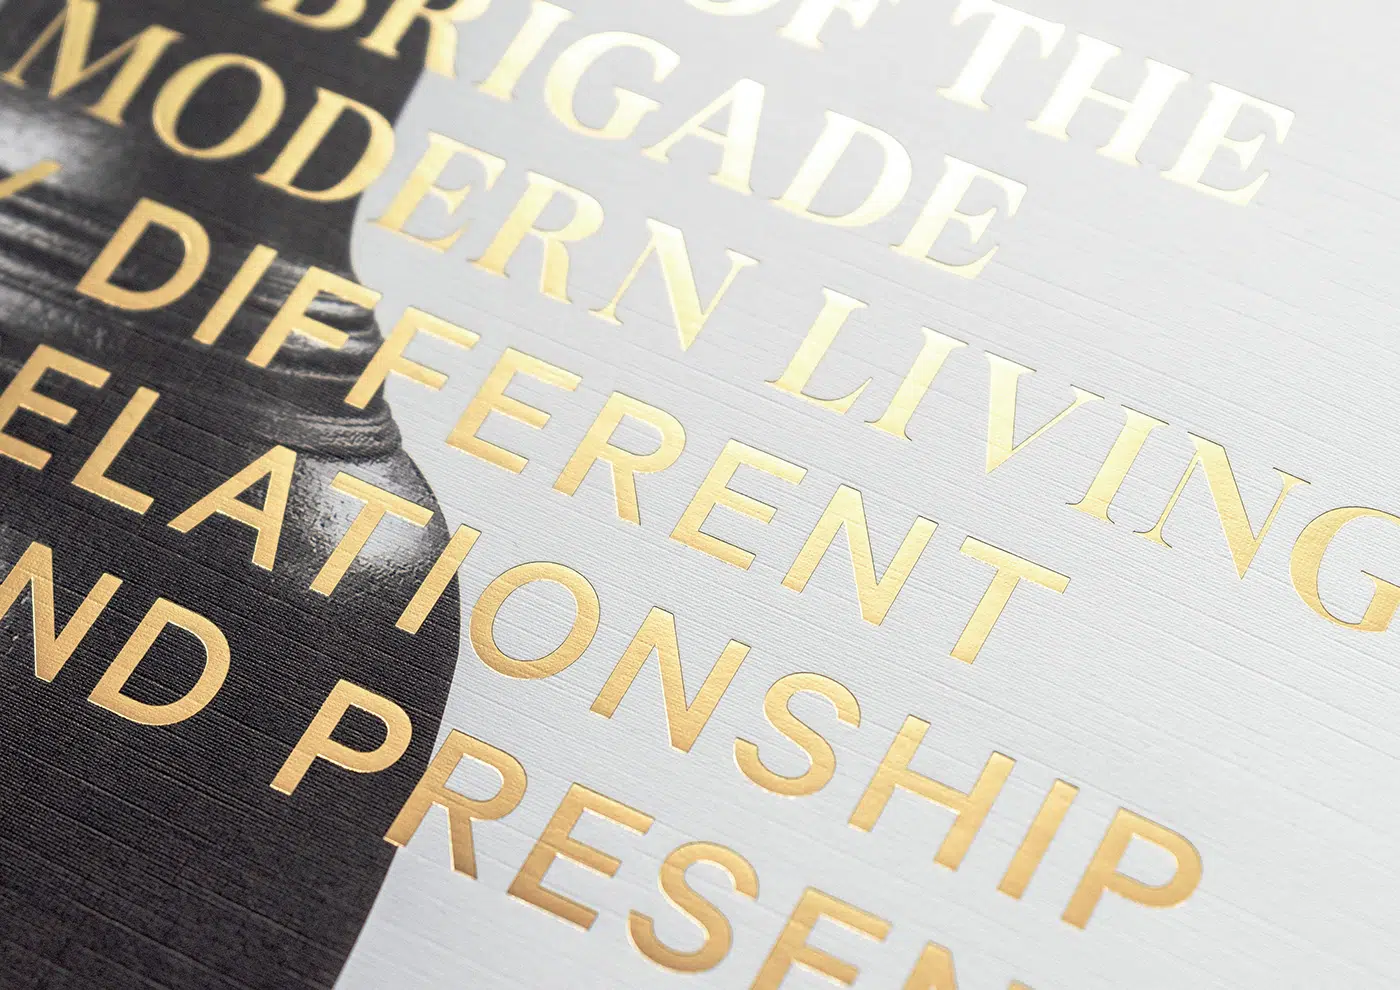 OF THE
BRIGADE
MODERN LIVING
/ DIFFERENT
ELATIONSHIP
ND PRESEN